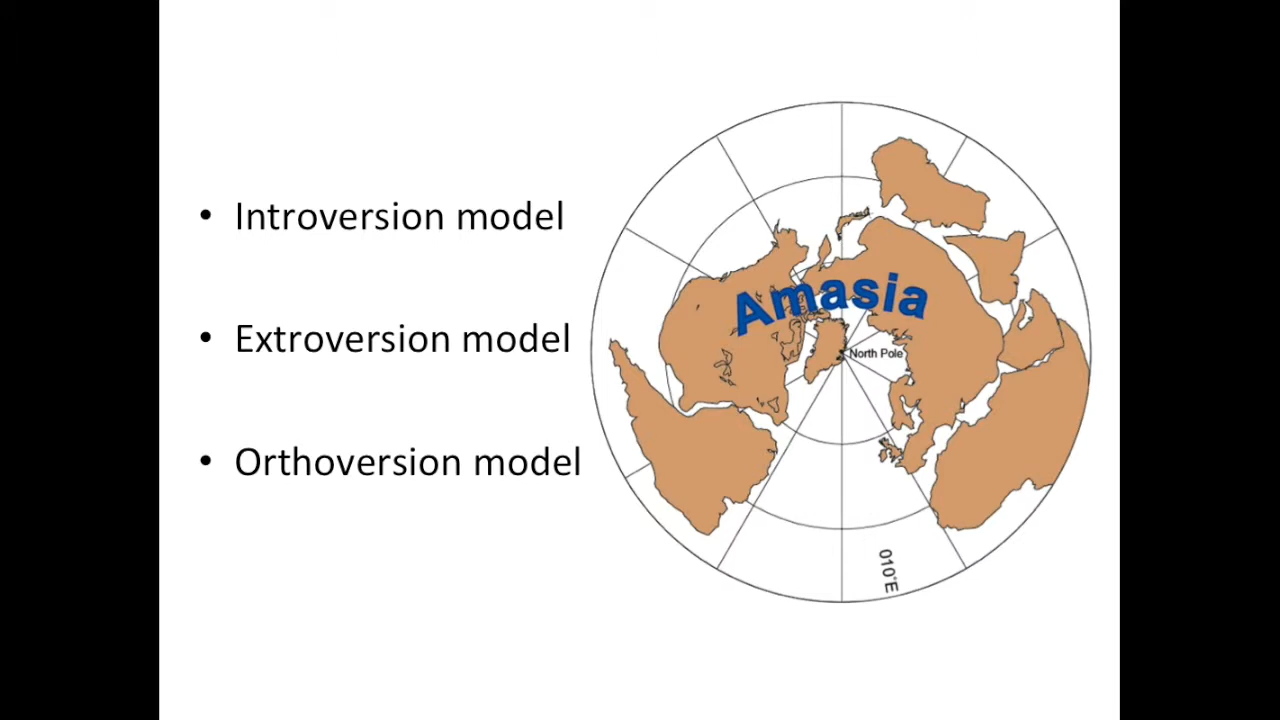 • Introversion model
• Extroversion model
• Orthoversion model
Amasia
North Pole
010°E